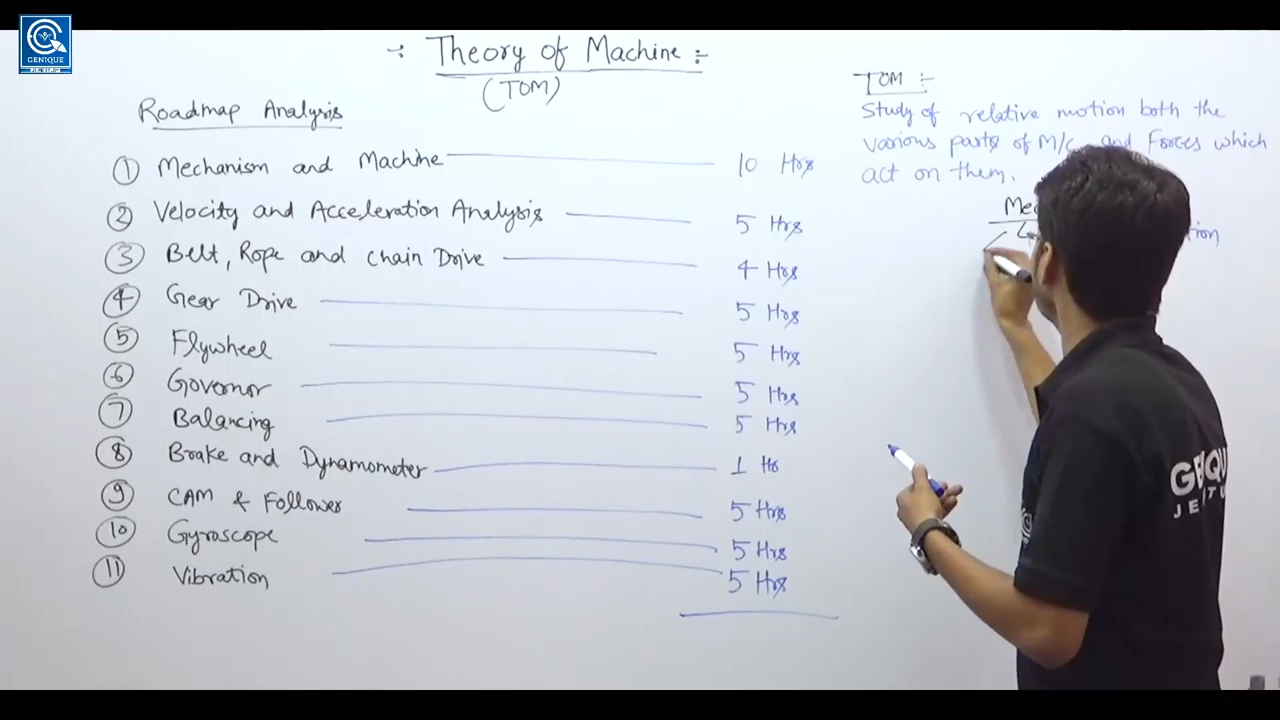 GENIQUE
-: Theory of Machine :-
(TOM)
Roadmap Analysis
① Mechanism and Machine 10 Hrs
② Velocity and Acceleration Analysis 5 Hrs
③ Belt, Rope and Chain Drive 4 Hrs
④ Gear Drive 5 Hrs
⑤ Flywheel 5 Hrs
⑥ Governor 5 Hrs
⑦ Balancing 5 Hrs
⑧ Brake and Dynamometer 1 Hr
⑨ CAM & Follower 5 Hrs
⑩ Gyroscope 5 Hrs
⑪ Vibration 5 Hrs
TOM :-
Study of relative motion both the
various parts of M/C and Forces which
act on them.